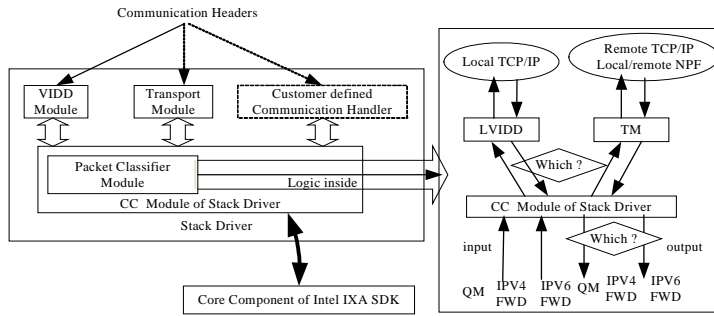 Communication Headers
VIDD
Module
Transport
Module
Customer defined
Communication Handler
Packet Classifier
Module
Logic inside
CC Module of Stack Driver
Stack Driver
Core Component of Intel IXA SDK
Local TCP/IP
Remote TCP/IP
Local/remote NPF
LVIDD
TM
Which ?
CC Module of Stack Driver
input
Which ?
output
QM
IPV4
FWD
IPV6
FWD
QM
IPV4
FWD
IPV6
FWD